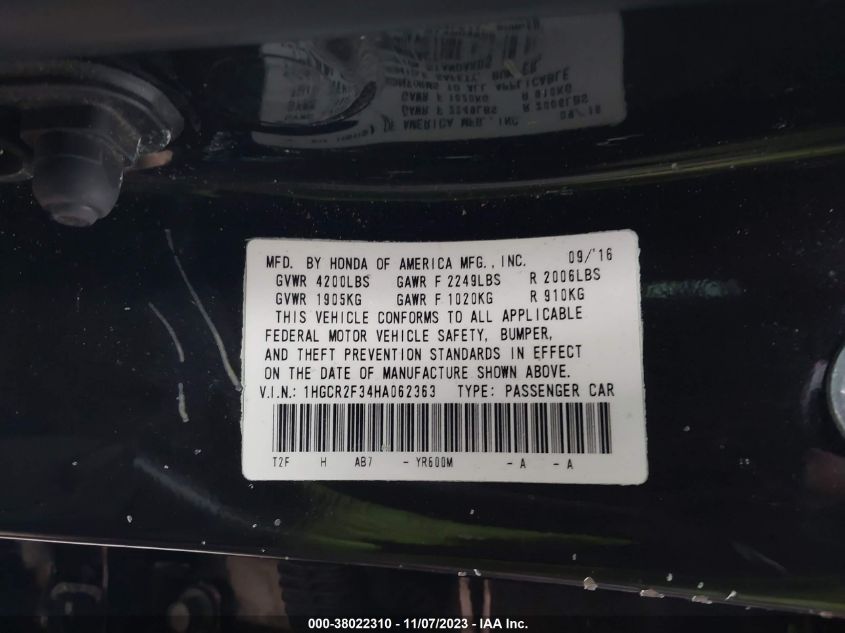 MFD. BY HONDA OF AMERICA MFG., INC. 09/'16
GVWR 4200LBS GAWR F 2249LBS R 2006LBS
GVWR 1905KG GAWR F 1020KG R 910KG
THIS VEHICLE CONFORMS TO ALL APPLICABLE
FEDERAL MOTOR VEHICLE SAFETY, BUMPER,
AND THEFT PREVENTION STANDARDS IN EFFECT
ON THE DATE OF MANUFACTURE SHOWN ABOVE.
V.I.N.: 1HGCR2F34HA062363 TYPE: PASSENGER CAR
T2F H AB7 - YR600M - A - A
000-38022310 - 11/07/2023 - IAA Inc.